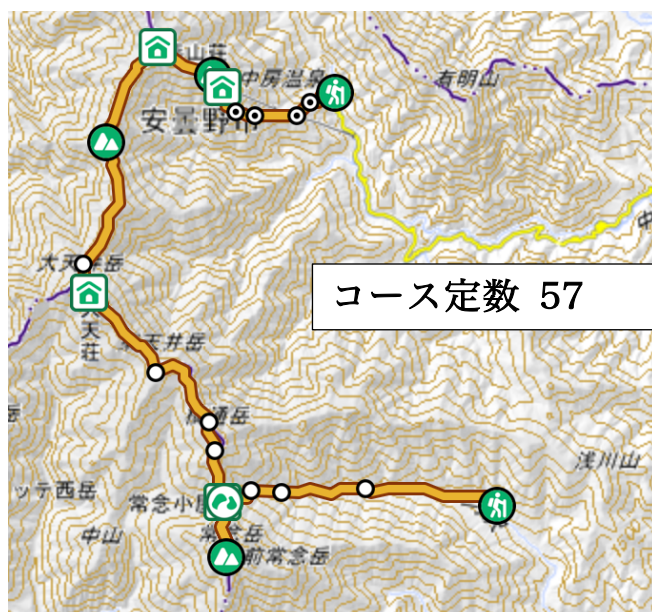 山荘
中房温泉
有明山
安曇野市
中
大天井岳
大天荘
コース定数 57
東天井岳
横通岳
浅川山
ッテ西岳
常念小屋
中山
常念岳
前常念岳